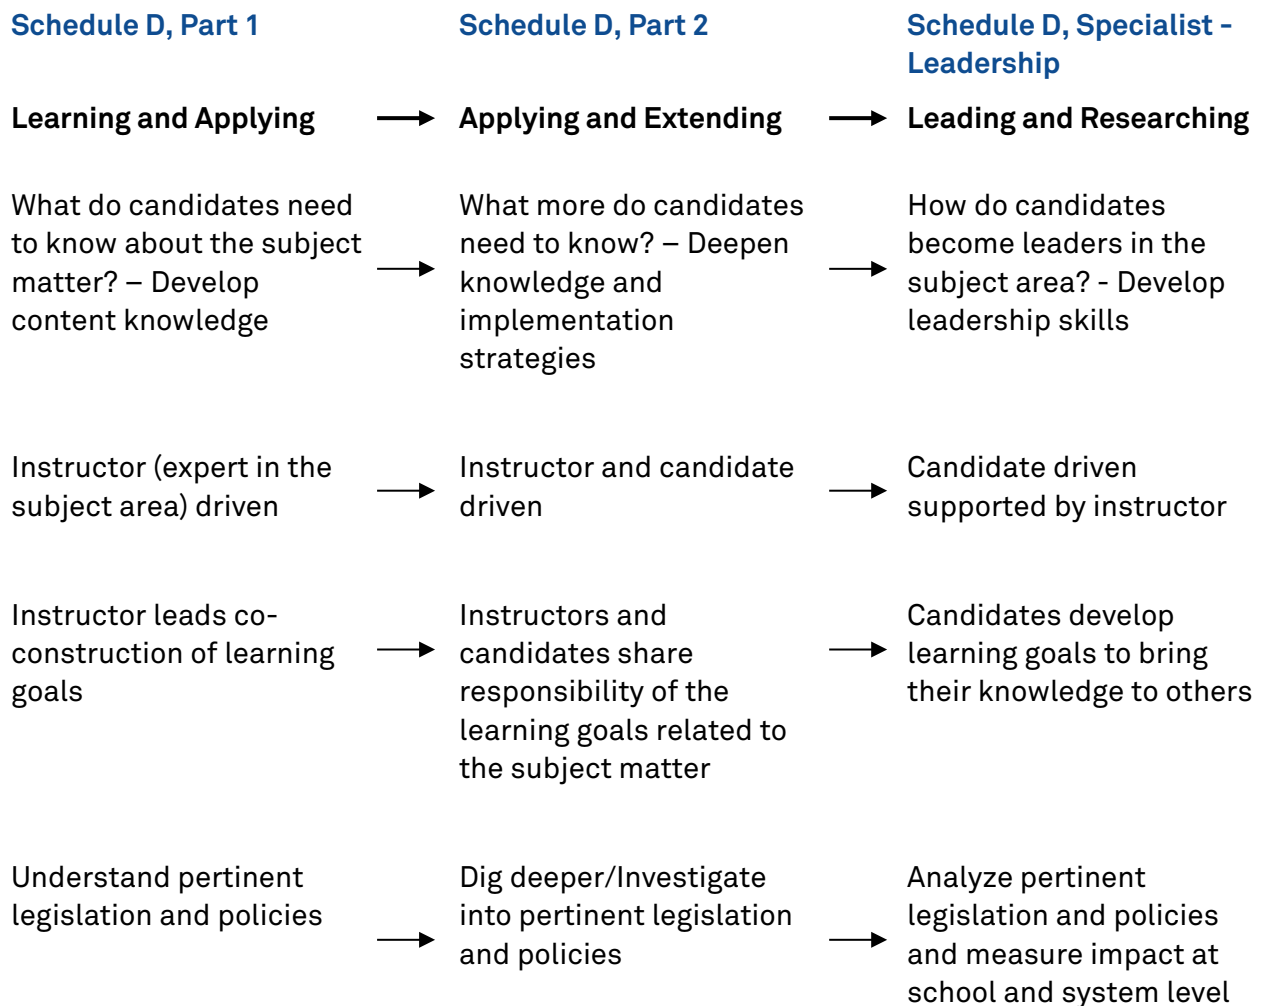 Schedule D, Part 1
Schedule D, Part 2
Schedule D, Specialist -
Leadership
Learning and Applying
Applying and Extending
Leading and Researching
What do candidates need
to know about the subject
matter? – Develop
content knowledge
What more do candidates
need to know? – Deepen
knowledge and
implementation
strategies
How do candidates
become leaders in the
subject area? - Develop
leadership skills
Instructor (expert in the
subject area) driven
Instructor and candidate
driven
Candidate driven
supported by instructor
Instructor leads co-
construction of learning
goals
Instructors and
candidates share
responsibility of the
learning goals related to
the subject matter
Candidates develop
learning goals to bring
their knowledge to others
Understand pertinent
legislation and policies
Dig deeper/Investigate
into pertinent legislation
and policies
Analyze pertinent
legislation and policies
and measure impact at
school and system level